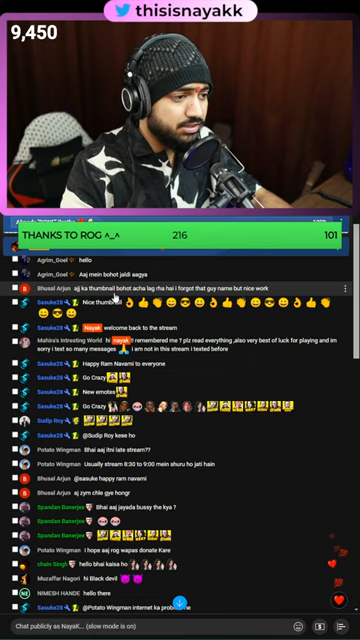 thisisnayakk
9,450
THANKS TO ROG ^_^ 216 101
Agrim_Goel hello
Agrim_Goel Aaj mein bohot jaldi aagya
Bhusal Arjun ajj ka thurmbnail bohot acha lag rha hai i forgot that guy name but nice work
Sasuke28 Nice thumbnail
Sasuke28 Nayak welcome back to the stream
Mahira's Intresting World hi nayak r remembered me ? plz read everything ,also very best of luck for playing and im
sorry i text so many messages i am not in this stream i texted before
Sasuke28 Happy Ram Navami to everyone
Sasuke28 Go Crazy
Sasuke28 New emotes
Sasuke28 Go Crazy
Sudip Roy
Sasuke28 @Sudip Roy kese ho
Potato Wingman Bhai aaj itni late stream??
Potato Wingman Usually stream 8:30 to 9:00 mein shuru ho jati hain
Bhusal Arjun @sasuke happy ram navami
Bhusal Arjun aj zym chle gye hongr
Spandan Banerjee Bhai aaj jayada bussy the kya ?
Spandan Banerjee
Spandan Banerjee
Potato Wingman I hope aaj rog wapas donate Kare
chain Singh hello bhai kaisa ho
Muzaffar Nagori hi Black devil
NIMESH HANDE hello there
Sasuke28 @Potato Wingman internet ka proble
Chat publicly as NayaK... (slow mode is on)